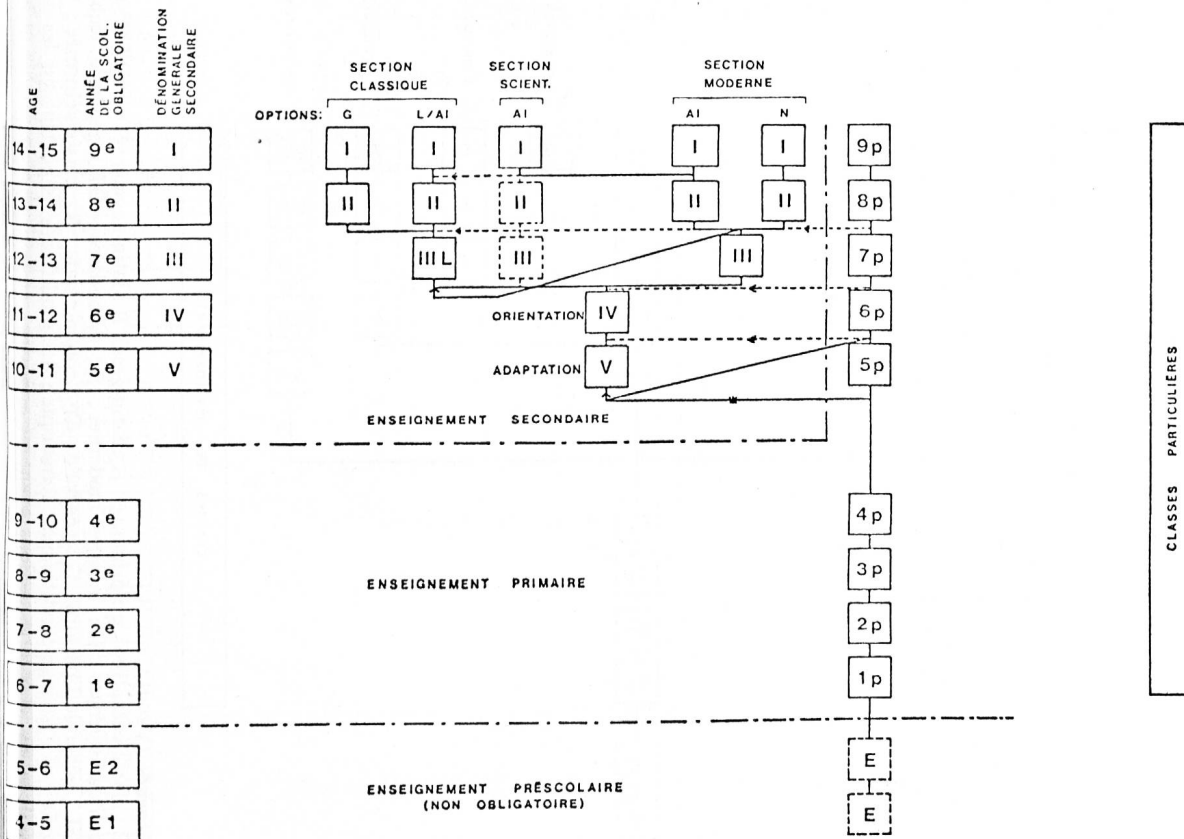 AGE
ANNÉE
DE LA SCOL.
OBLIGATOIRE
DÉNOMINATION
GENERALE
SECONDAIRE
SECTION
CLASSIQUE
SECTION
SCIENT.
SECTION
MODERNE
OPTIONS: G L/AI AI AI N
14-15 9e I I I I I I 9p
13-14 8e II II II II II II 8p
12-13 7e III III L III III 7p
11-12 6e IV ORIENTATION IV 6p
10-11 5e V ADAPTATION V 5p
ENSEIGNEMENT SECONDAIRE
9-10 4e 4p
8-9 3e ENSEIGNEMENT PRIMAIRE 3p
7-8 2e 2p
6-7 1e 1p
5-6 E2 E
ENSEIGNEMENT PRÉSCOLAIRE
(NON OBLIGATOIRE)
4-5 E1 E
CLASSES PARTICULIÈRES